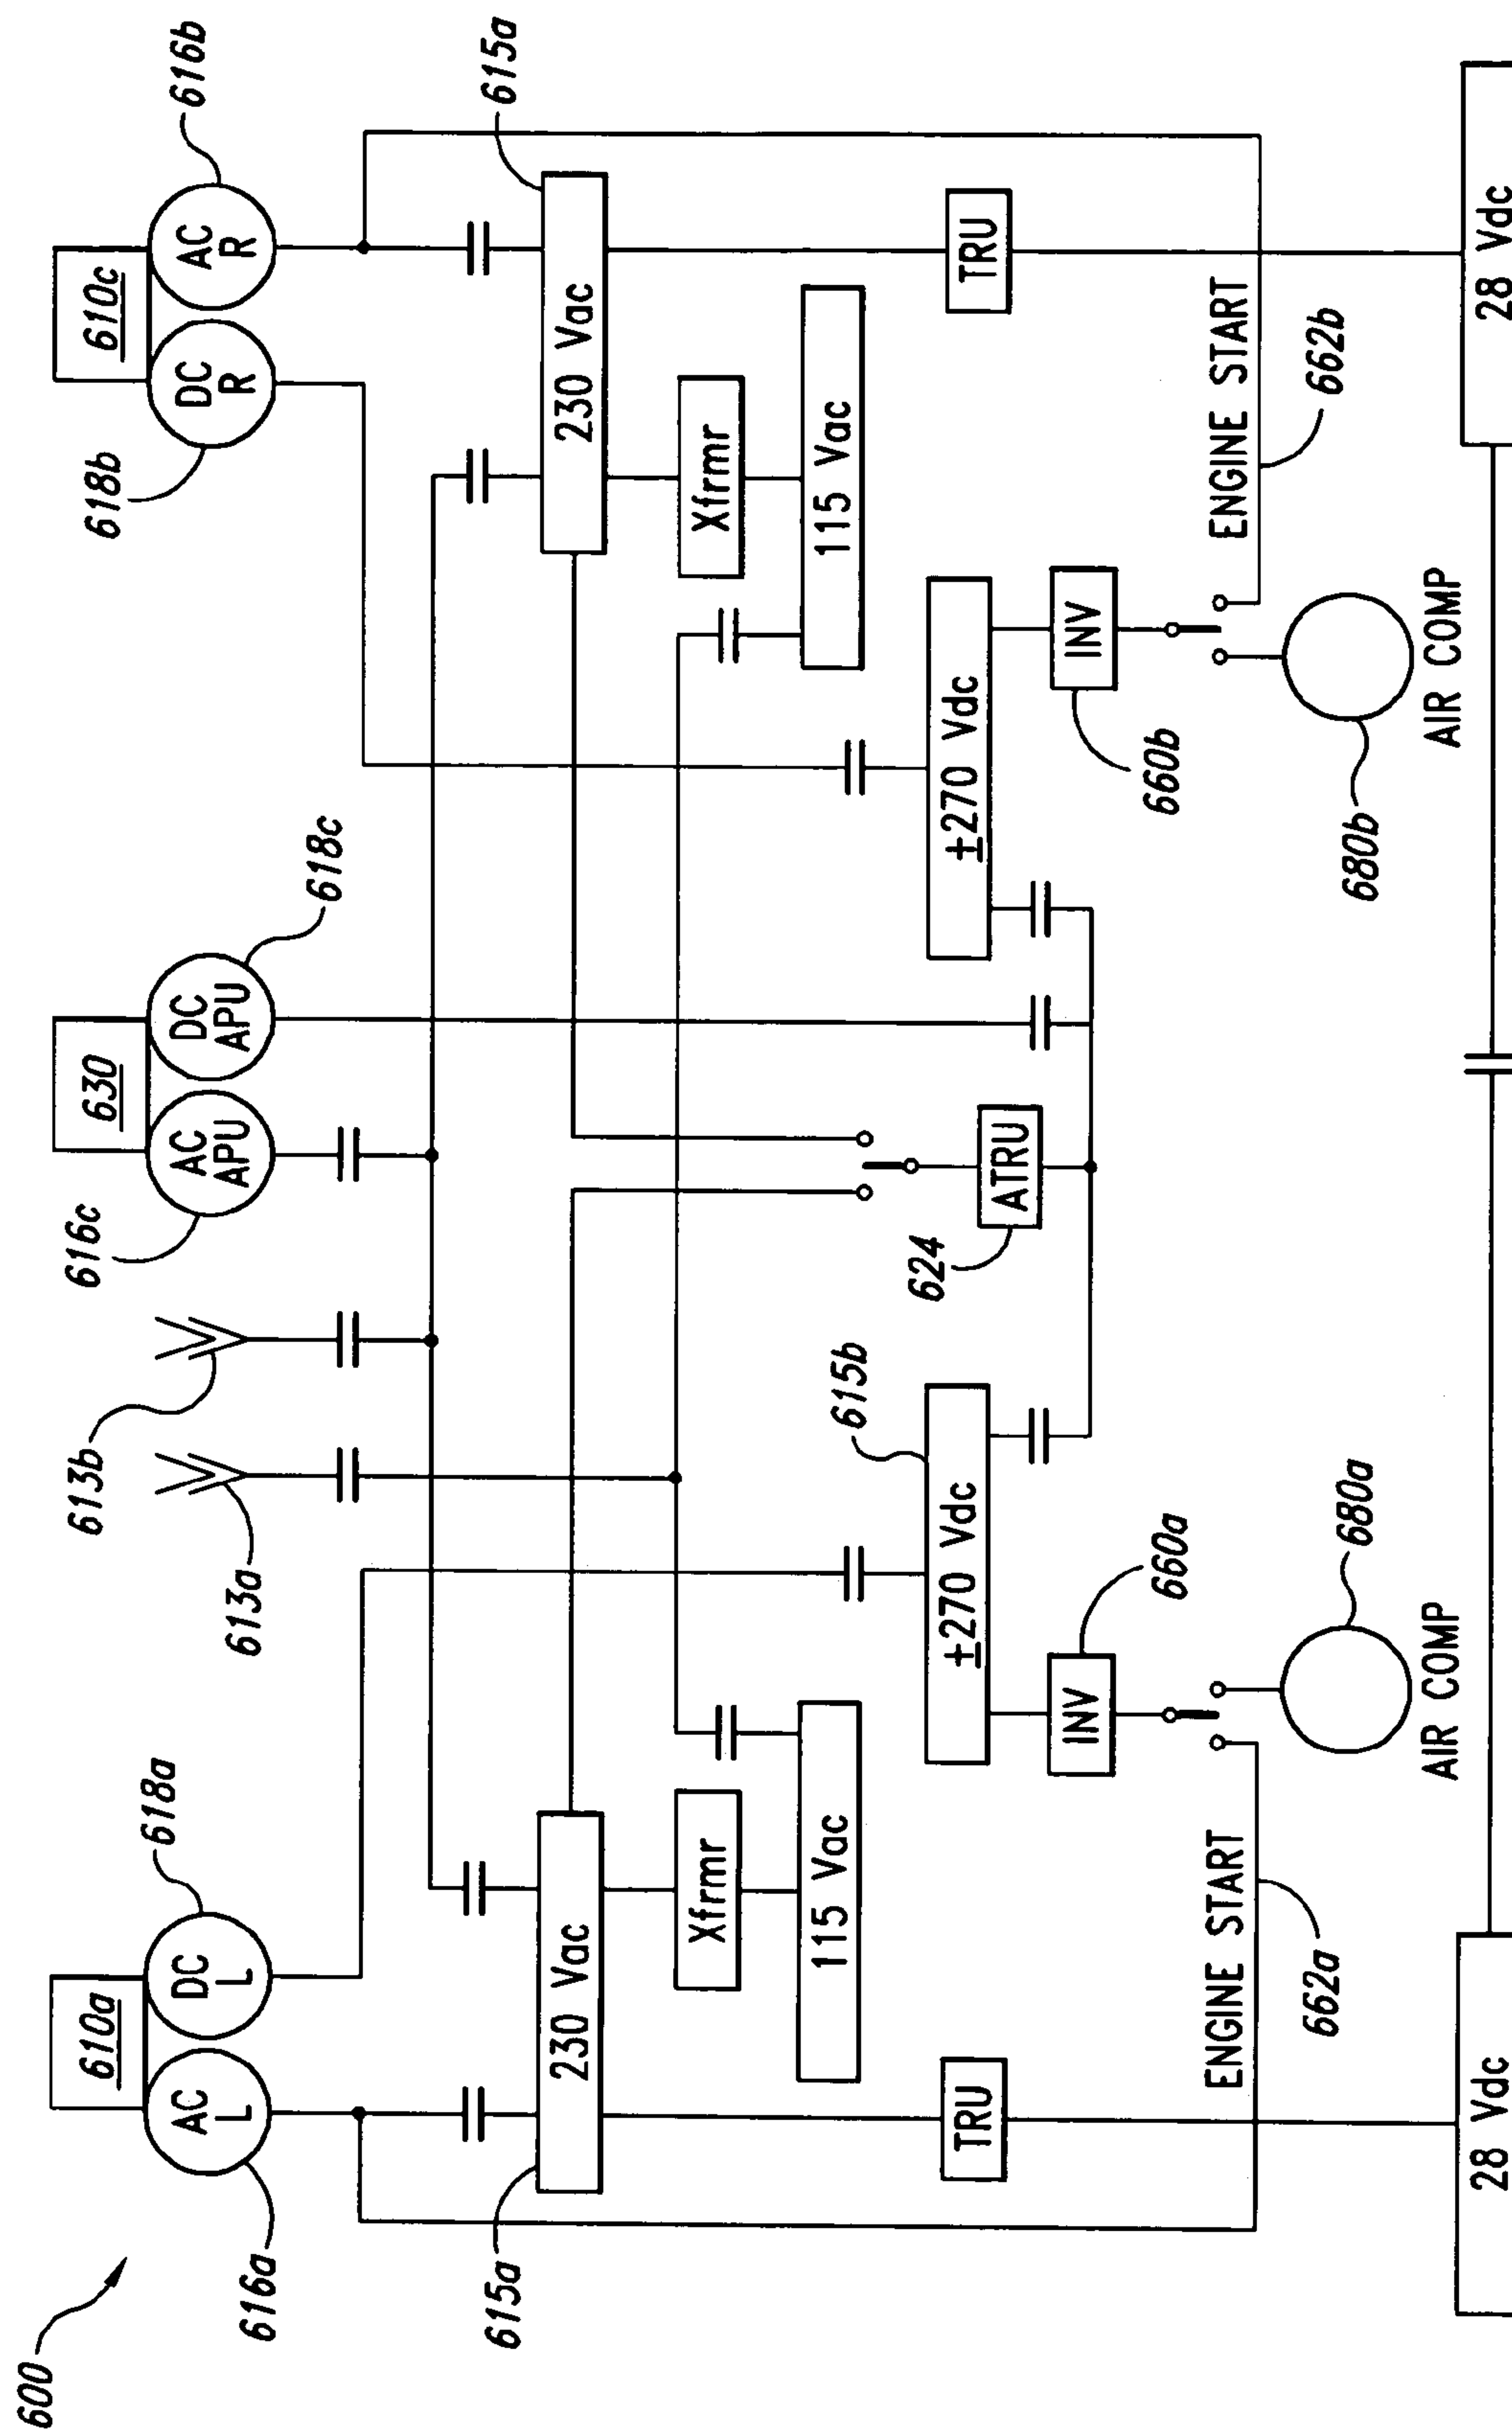 600
610a
AC
L
DC
L
616a
618a
613b
613a
616c
630
AC
APU
DC
APU
618c
618b
610c
DC
R
AC
R
616b
615a
230 Vac
230 Vac
615a
Xfrmr
Xfrmr
115 Vac
115 Vac
615b
±270 Vdc
±270 Vdc
624
ATRU
TRU
TRU
INV
INV
660a
660b
ENGINE START
ENGINE START
662a
662b
680a
680b
AIR COMP
AIR COMP
28 Vdc
28 Vdc